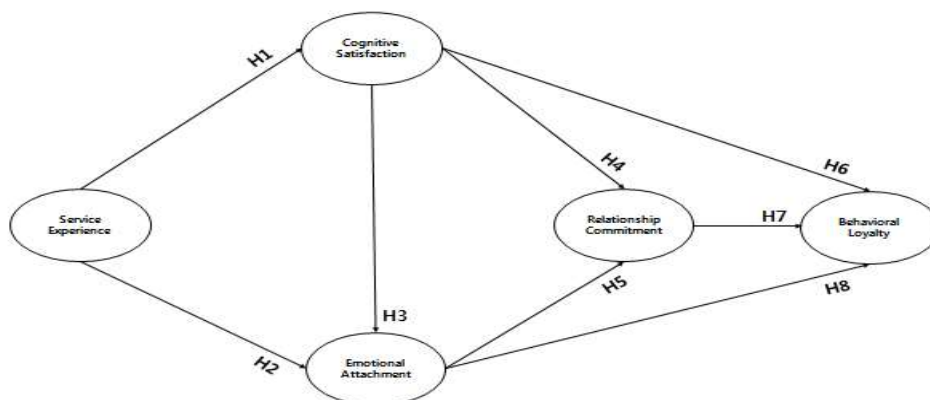 Cognitive
Satisfaction
H1
H4
H6
Service
Experience
Relationship
Commitment
H7
Behavioral
Loyalty
H5
H8
H3
H2
Emotional
Attachment